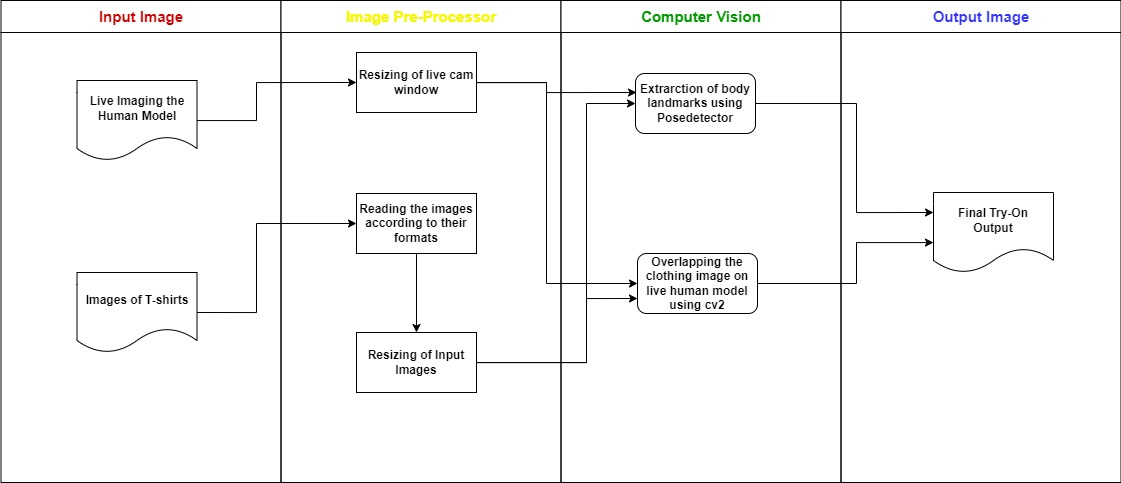 Input Image
Image Pre-Processor
Computer Vision
Output Image
Live Imaging the
Human Model
Images of T-shirts
Resizing of live cam
window
Reading the images
according to their
formats
Resizing of Input
Images
Extrarction of body
landmarks using
Posedetector
Overlapping the
clothing image on
live human model
using cv2
Final Try-On
Output